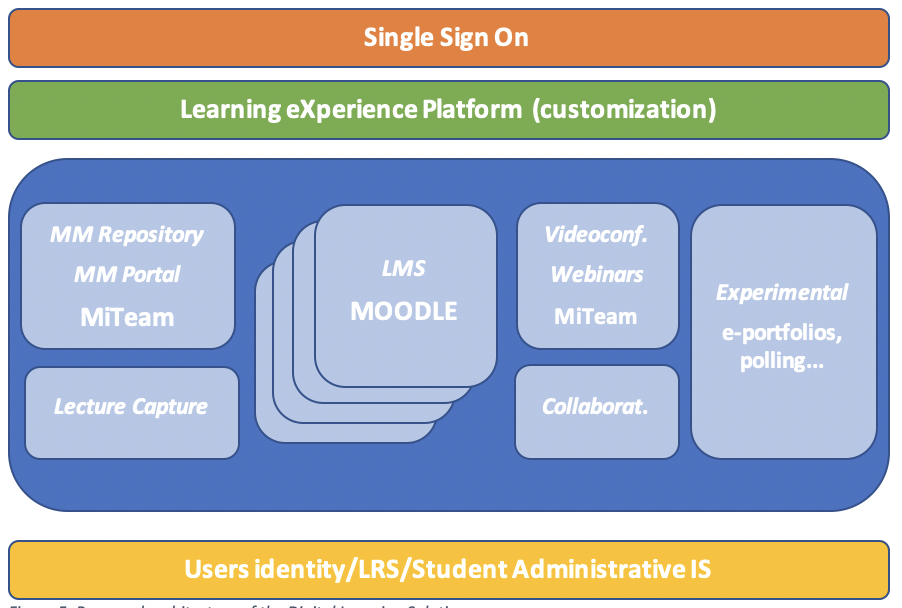 Single Sign On
Learning eXperience Platform (customization)
MM Repository
MM Portal
MiTeam
Lecture Capture
LMS
MOODLE
Videoconf.
Webinars
MiTeam
Collaborat.
Experimental
e-portfolios,
polling...
Users identity/LRS/Student Administrative IS